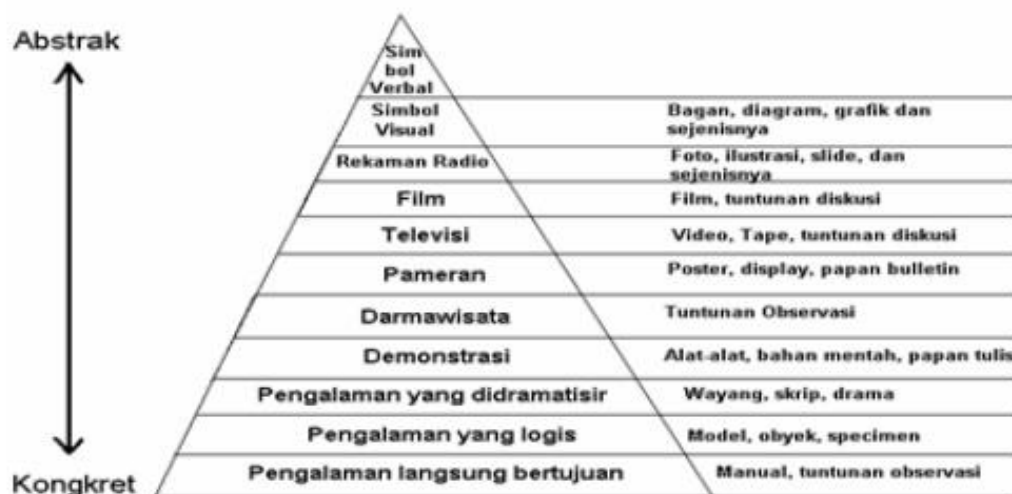 Abstrak
Sim
bol
Verbal
Simbol
Visual
Bagan, diagram, grafik dan
sejenisnya
Rekaman Radio
Foto, ilustrasi, slide, dan
sejenisnya
Film
Film, tuntunan diskusi
Televisi
Video, Tape, tuntunan diskusi
Pameran
Poster, display, papan bulletin
Darmawisata
Tuntunan Observasi
Demonstrasi
Alat-alat, bahan mentah, papan tulis
Pengalaman yang didramatisir
Wayang, skrip, drama
Pengalaman yang logis
Model, obyek, specimen
Kongkret
Pengalaman langsung bertujuan
Manual, tuntunan observasi